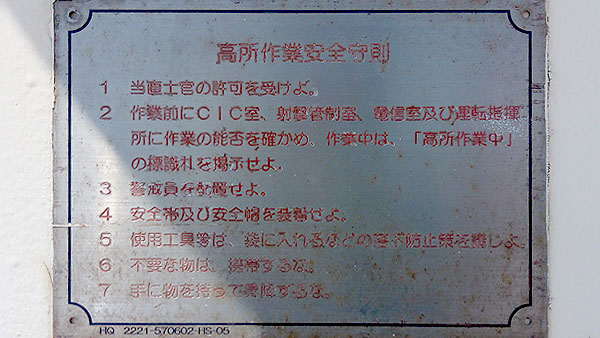 高所作業安全守則
1 当直士官の許可を受けよ。
2 作業前にCIC室、射撃管制室、電信室及び運転指揮
所に作業の能否を確かめ、作業中は、「高所作業中」
の標識札を掲示せよ.
3 警戒員を配置せよ。
4 安全帯及び安全帽を装着せよ。
5 使用工具等は、袋に入れるなどの落下防止策を講じよ。
6 不要な物は、携帯するな。
7 手に物を持って昇降するな。
HQ 2221-570602-HS-05